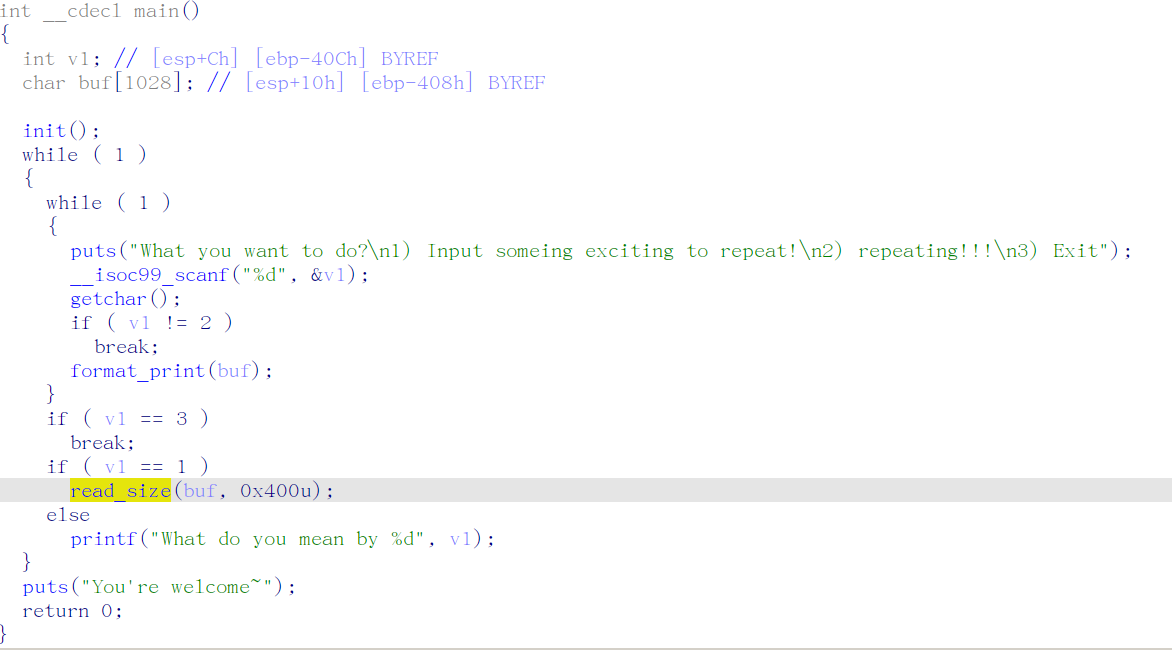 int __cdecl main()
{
  int v1; // [esp+Ch] [ebp-40Ch] BYREF
  char buf[1028]; // [esp+10h] [ebp-408h] BYREF
  init();
  while ( 1 )
  {
    while ( 1 )
    {
      puts("What you want to do?\n1) Input someing exciting to repeat!\n2) repeating!!!\n3) Exit");
      __isoc99_scanf("%d", &v1);
      getchar();
      if ( v1 != 2 )
        break;
      format_print(buf);
    }
    if ( v1 == 3 )
      break;
    if ( v1 == 1 )
      read_size(buf, 0x400u);
    else
      printf("What do you mean by %d", v1);
  }
  puts("You're welcome~");
  return 0;
}